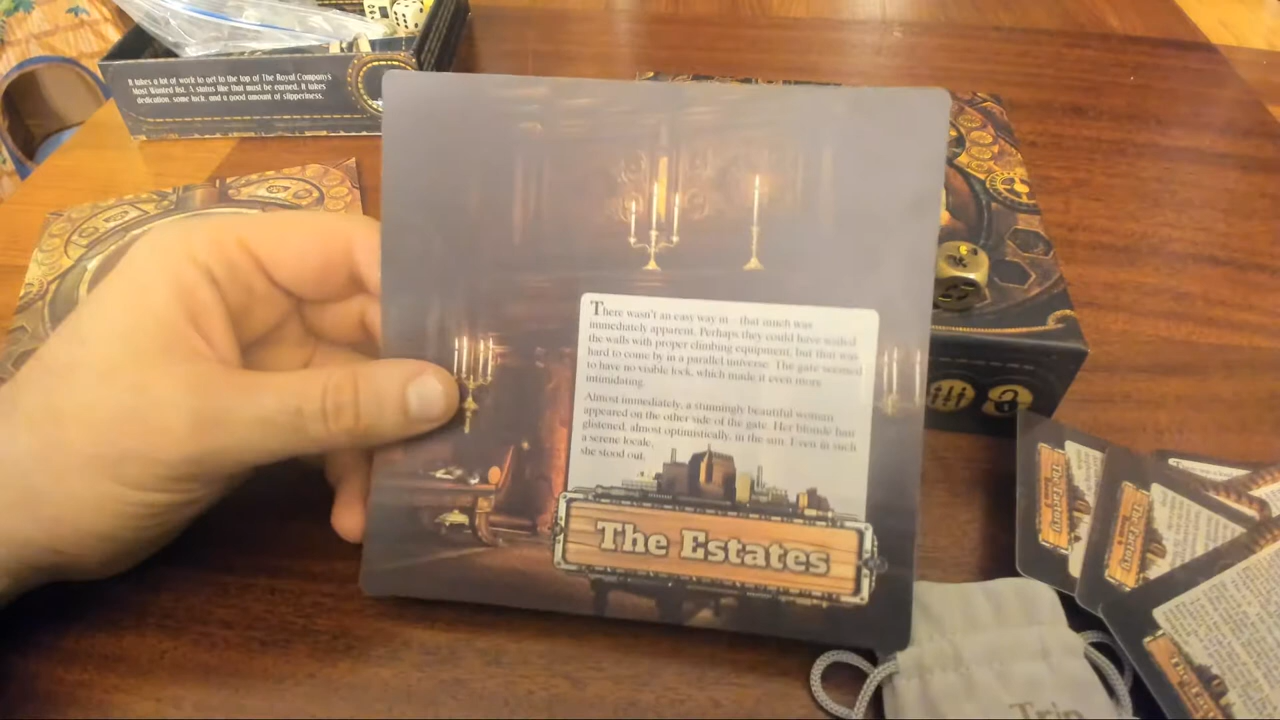 It takes a lot of work to get to the top of The Royal Company's
Most Wanted list. A status like that must be earned. It takes
dedication, some luck, and a good amount of slipperiness.
There wasn't an easy way in – that much was
immediately apparent. Perhaps they could have scaled
the walls with proper climbing equipment, but that was
hard to come by in a parallel universe. The gate seemed
to have no visible lock, which made it even more
intimidating.
Almost immediately, a stunningly beautiful woman
appeared on the other side of the gate. Her blonde hair
glistened, almost optimistically, in the sun. Even in such
a serene locale,
she stood out.
The Estates
The Factory
The Factory
Trip